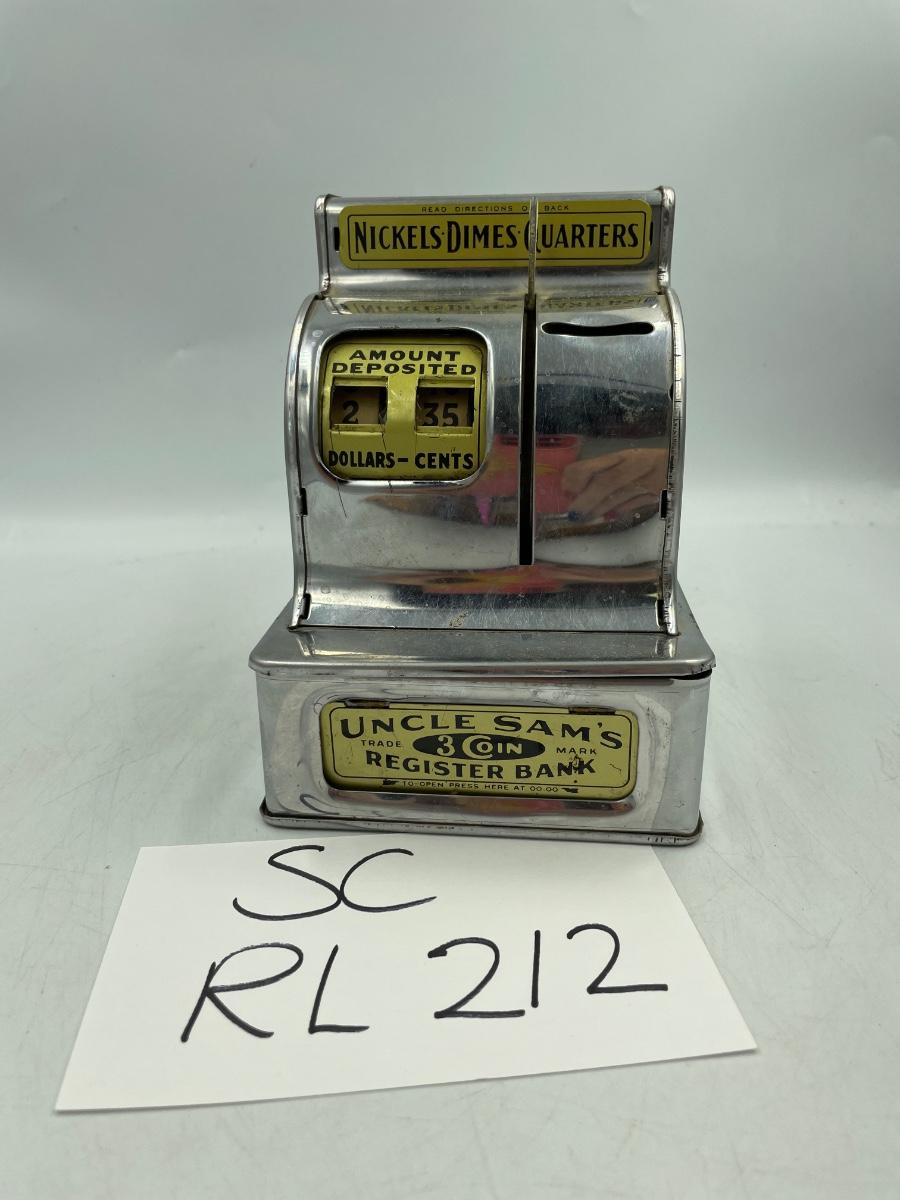 READ DIRECTIONS ON BACK
NICKELS·DIMES·QUARTERS
AMOUNT
DEPOSITED
2 35
DOLLARS-CENTS
UNCLE SAM'S
TRADE 3 COIN MARK
REGISTER BANK
TO OPEN PRESS HERE AT 00.00
SC
RL 212